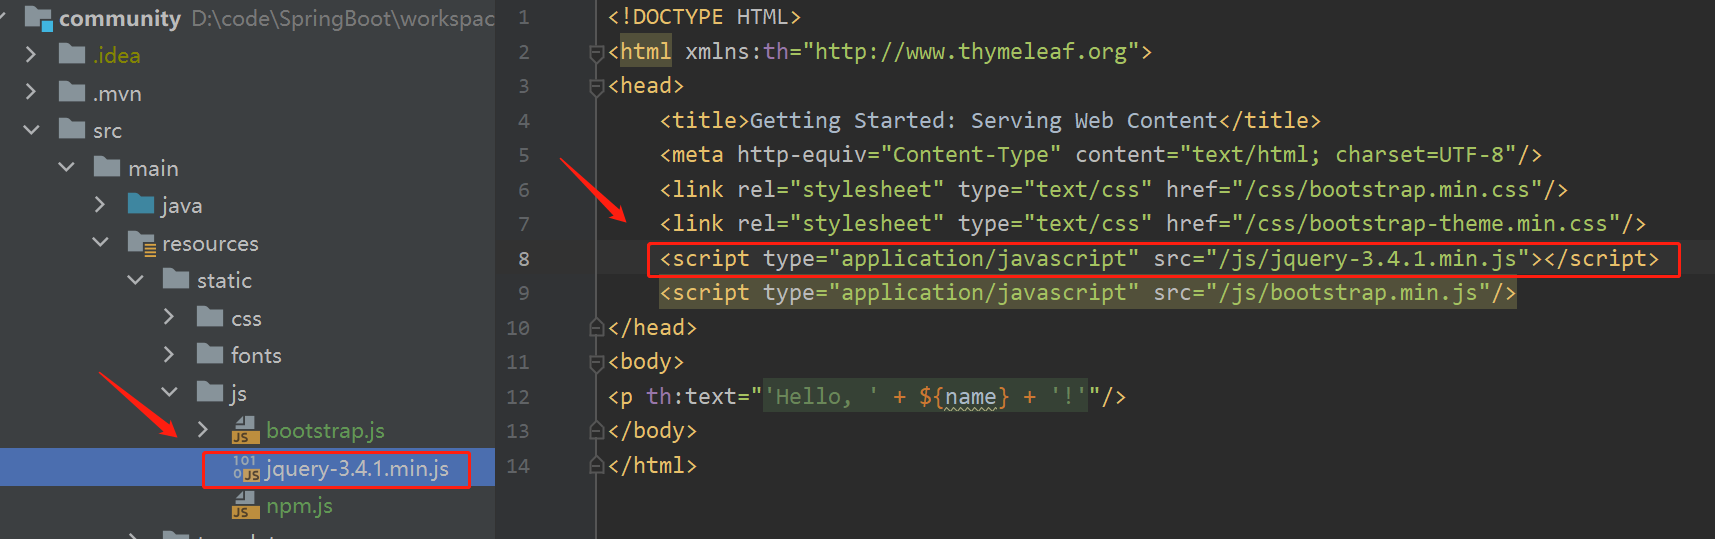 community D:\code\SpringBoot\workspac
.idea
.mvn
src
main
java
resources
static
css
fonts
js
bootstrap.js
jquery-3.4.1.min.js
npm.js
1 <!DOCTYPE HTML>
2 <html xmlns:th="http://www.thymeleaf.org">
3 <head>
4 <title>Getting Started: Serving Web Content</title>
5 <meta http-equiv="Content-Type" content="text/html; charset=UTF-8"/>
6 <link rel="stylesheet" type="text/css" href="/css/bootstrap.min.css"/>
7 <link rel="stylesheet" type="text/css" href="/css/bootstrap-theme.min.css"/>
8 <script type="application/javascript" src="/js/jquery-3.4.1.min.js"></script>
9 <script type="application/javascript" src="/js/bootstrap.min.js"/>
10 </head>
11 <body>
12 <p th:text="'Hello, ' + ${name} + '!'"/>
13 </body>
14 </html>